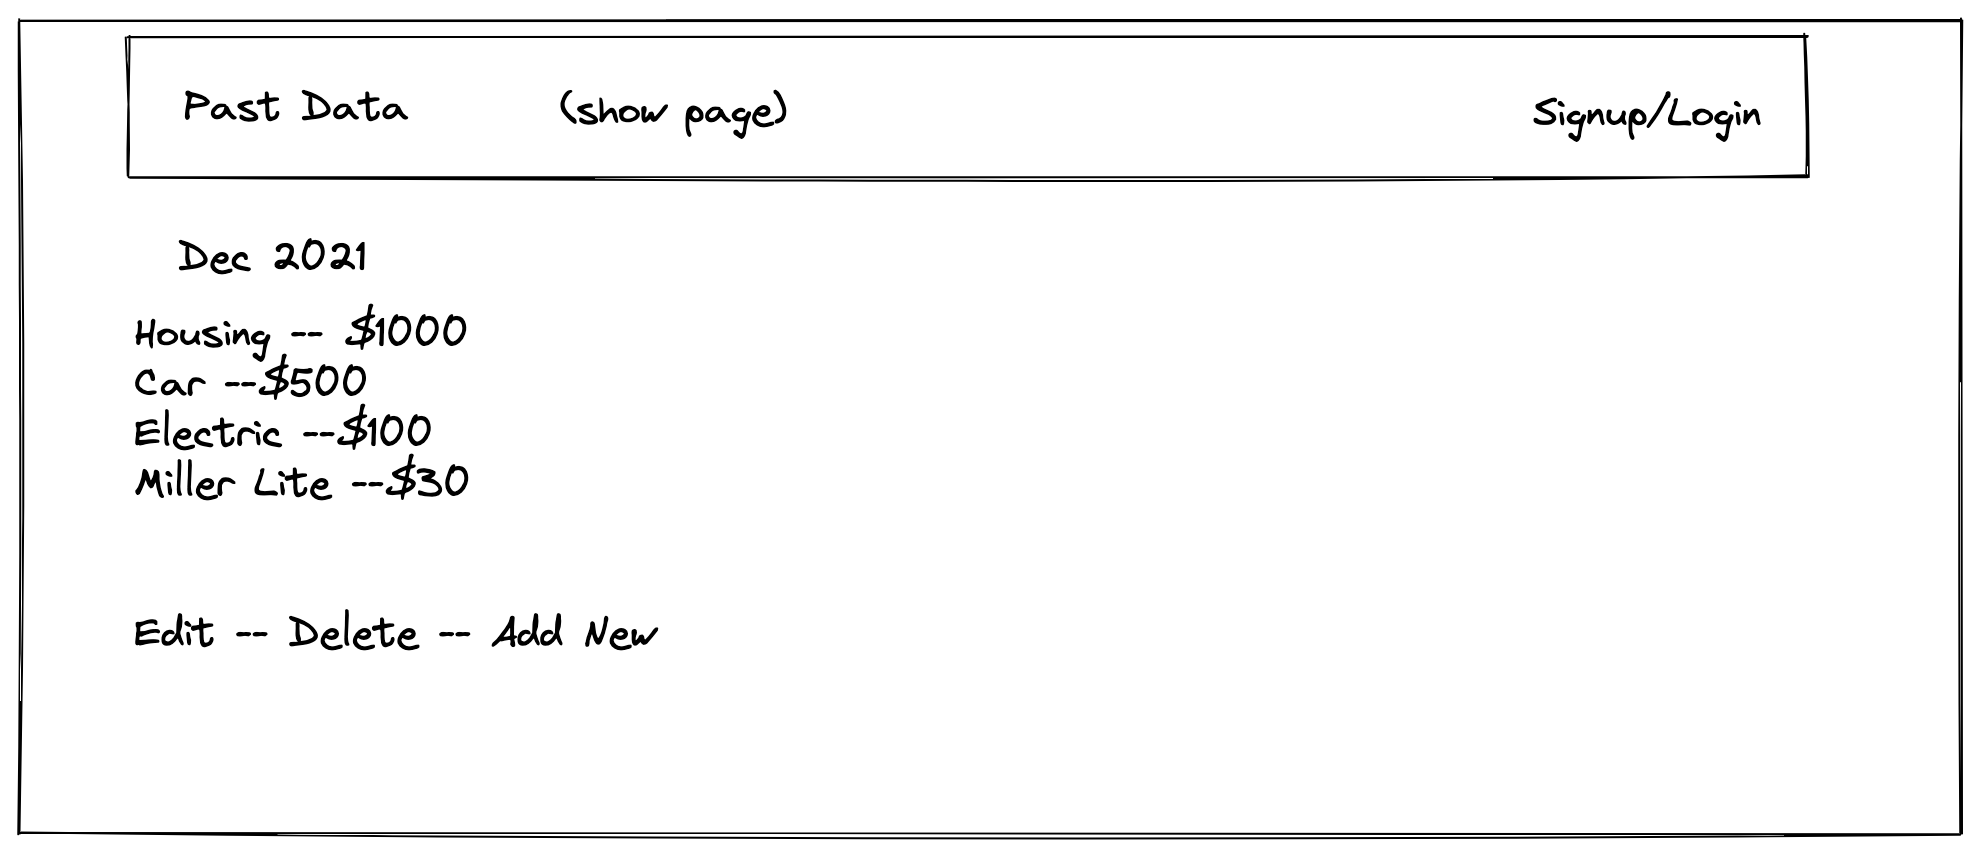 Past Data (show page) Signup/Login
Dec 2021
Housing -- $1000
Car --$500
Electric --$100
Miller Lite --$30
Edit -- Delete -- Add New